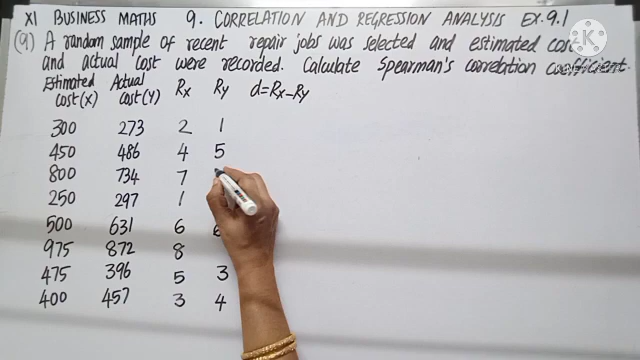 XI BUSINESS MATHS 9. CORRELATION AND REGRESSION ANALYSIS EX.9.1
(9) A random sample of recent repair jobs was selected and estimated cost
and actual cost were recorded. Calculate Spearman's correlation coefficient
Estimated cost(X) Actual cost(Y) Rx Ry d=Rx-Ry
300 273 2 1
450 486 4 5
800 734 7
250 297 1
500 631 6 6
975 872 8
475 396 5 3
400 457 3 4